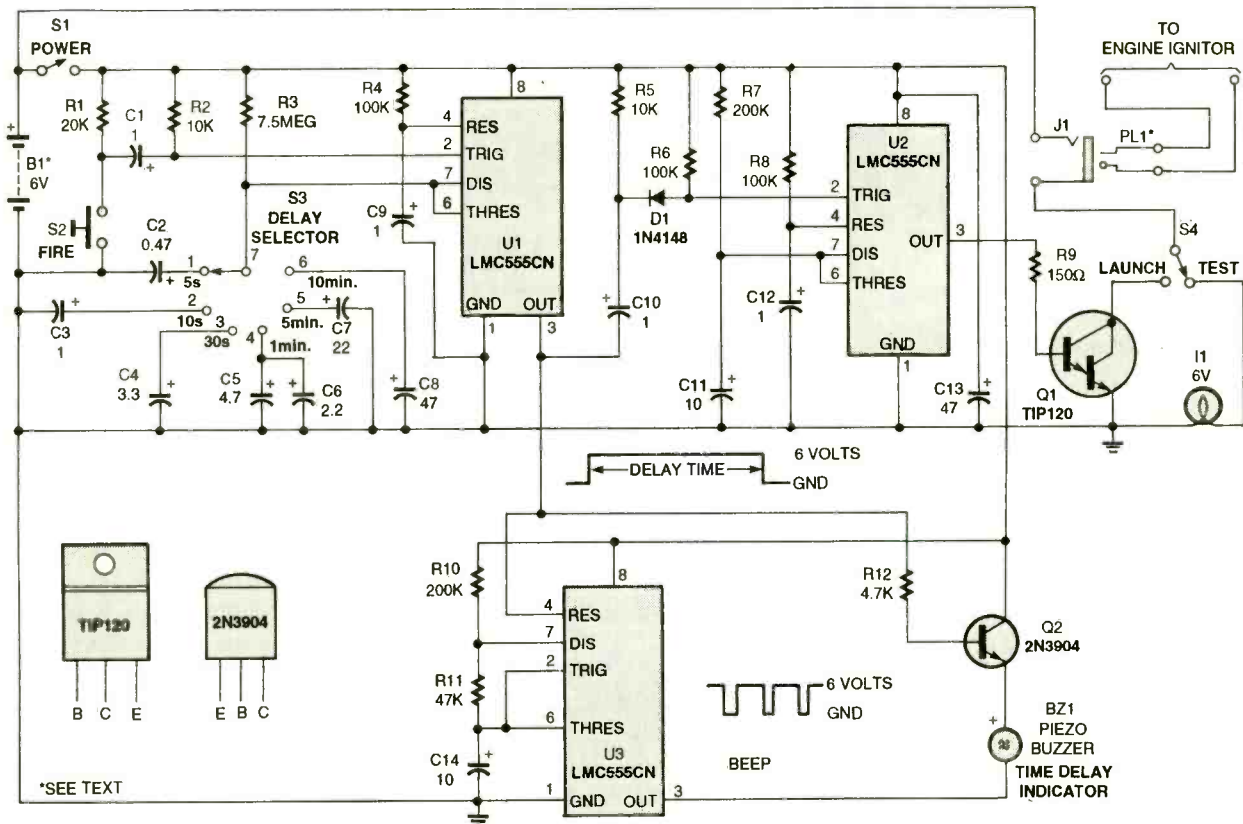 S1
POWER
R1
20K
C1
1
+
R2
10K
R3
7.5MEG
R4
100K
8
4
RES
2
TRIG
7
DIS
6
THRES
U1
LMC555CN
GND
OUT
1
3
C9
1
+
+
B1*
6V
S2
FIRE
C2
0.47
+
S3
DELAY
SELECTOR
1
5s
7
6
10min.
2
10s
5
5min.
3
30s
4
1min.
C3
1
+
C4
3.3
+
C5
4.7
+
C6
2.2
+
C7
22
+
C8
47
+
R5
10K
R6
100K
D1
1N4148
C10
1
+
R7
200K
R8
100K
C11
10
+
C12
1
+
8
U2
LMC555CN
2
TRIG
4
RES
7
DIS
6
THRES
OUT
3
GND
1
C13
47
+
R9
150Ω
Q1
TIP120
TO
ENGINE IGNITOR
J1
PL1*
S4
LAUNCH
TEST
I1
6V
DELAY TIME
6 VOLTS
GND
TIP120
B
C
E
2N3904
E
B
C
R10
200K
R11
47K
C14
10
+
8
4
RES
7
DIS
2
TRIG
6
THRES
U3
LMC555CN
1
GND
OUT
3
6 VOLTS
GND
BEEP
R12
4.7K
Q2
2N3904
+
BZ1
PIEZO
BUZZER
TIME DELAY
INDICATOR
*SEE TEXT